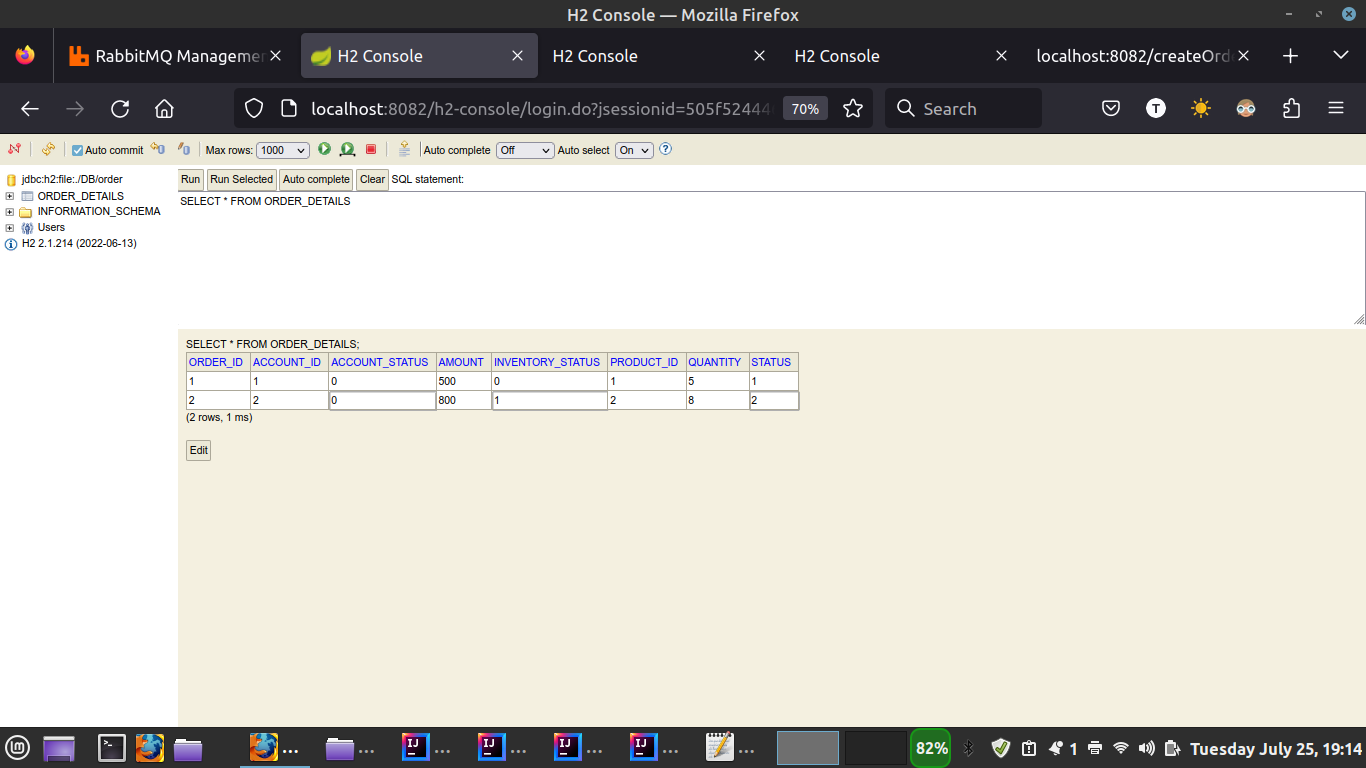 H2 Console — Mozilla Firefox
RabbitMQ Managemen
H2 Console
H2 Console
H2 Console
localhost:8082/createOrd
localhost:8082/h2-console/login.do?jsessionid=505f52444
70%
Search
T
Auto commit
Max rows: 1000
Auto complete Off
Auto select On
?
jdbc:h2:file:./DB/order
ORDER_DETAILS
INFORMATION_SCHEMA
Users
H2 2.1.214 (2022-06-13)
Run Run Selected Auto complete Clear SQL statement:
SELECT * FROM ORDER_DETAILS
SELECT * FROM ORDER_DETAILS;
ORDER_ID ACCOUNT_ID ACCOUNT_STATUS AMOUNT INVENTORY_STATUS PRODUCT_ID QUANTITY STATUS
1 1 0 500 0 1 5 1
2 2 0 800 1 2 8 2
(2 rows, 1 ms)
Edit
... ... IJ ... IJ ... IJ ... IJ ... ... 82% 1 Tuesday July 25, 19:14